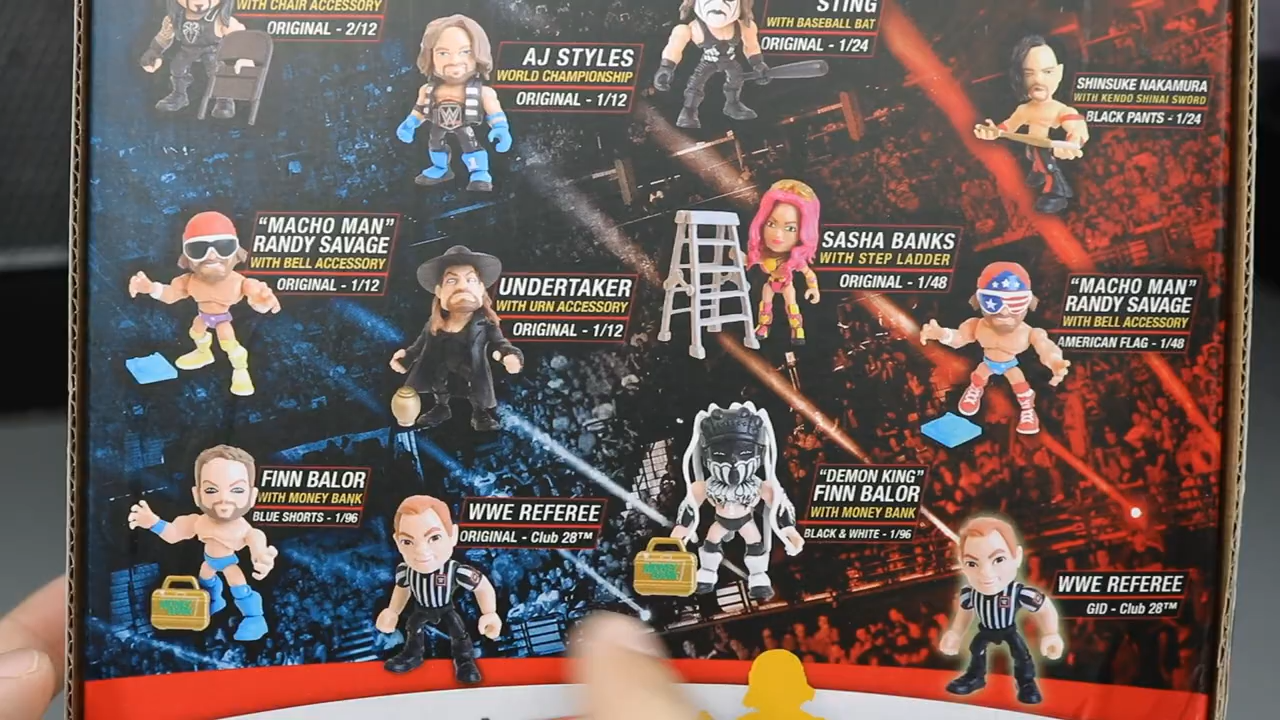 WITH CHAIR ACCESSORY
ORIGINAL - 2/12
AJ STYLES
WORLD CHAMPIONSHIP
ORIGINAL - 1/12
STING
WITH BASEBALL BAT
ORIGINAL - 1/24
SHINSUKE NAKAMURA
WITH KENDO SHINAI SWORD
BLACK PANTS - 1/24
"MACHO MAN"
RANDY SAVAGE
WITH BELL ACCESSORY
ORIGINAL - 1/12
UNDERTAKER
WITH URN ACCESSORY
ORIGINAL - 1/12
SASHA BANKS
WITH STEP LADDER
ORIGINAL - 1/48
"MACHO MAN"
RANDY SAVAGE
WITH BELL ACCESSORY
AMERICAN FLAG - 1/48
FINN BALOR
WITH MONEY BANK
BLUE SHORTS - 1/96
WWE REFEREE
ORIGINAL - Club 28™
"DEMON KING"
FINN BALOR
WITH MONEY BANK
BLACK & WHITE - 1/96
WWE REFEREE
GID - Club 28™